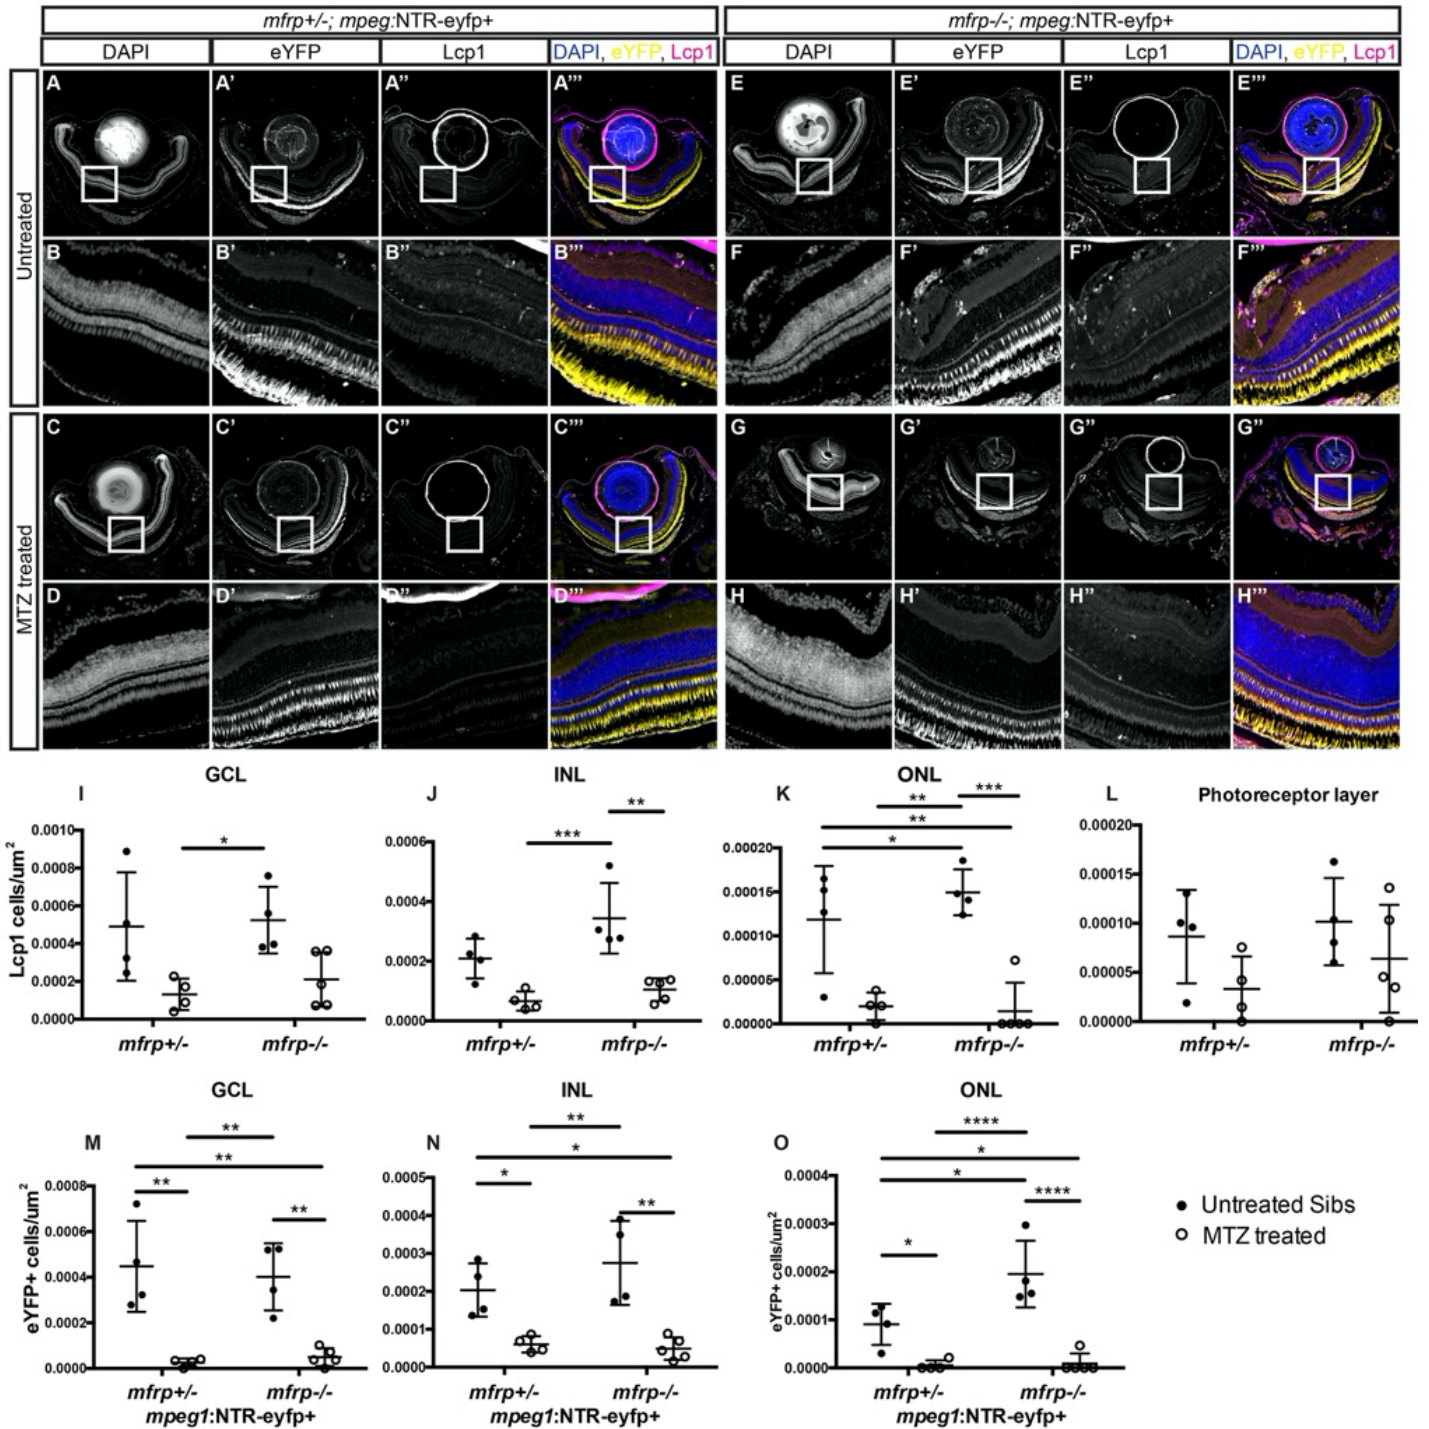 mfrp+/-; mpeg:NTR-eyfp+ mfrp-/-; mpeg:NTR-eyfp+
DAPI eYFP Lcp1 DAPI, eYFP, Lcp1 DAPI eYFP Lcp1 DAPI, eYFP, Lcp1
Untreated
A A' A'' A''' E E' E'' E'''
B B' B'' B''' F F' F'' F'''
MTZ treated
C C' C'' C''' G G' G'' G'''
D D' D'' D''' H H' H'' H'''
I
GCL
Lcp1 cells/um²
0.0010
0.0008
0.0006
0.0004
0.0002
0.0000
*
mfrp+/- mfrp-/-
J
INL
0.0006
0.0004
0.0002
0.0000
**
***
mfrp+/- mfrp-/-
K
ONL
0.00020
0.00015
0.00010
0.00005
0.00000
***
**
**
*
mfrp+/- mfrp-/-
L
Photoreceptor layer
0.00020
0.00015
0.00010
0.00005
0.00000
mfrp+/- mfrp-/-
M
GCL
eYFP+ cells/um²
0.0008
0.0006
0.0004
0.0002
0.0000
**
**
**
**
mfrp+/- mfrp-/-
mpeg1:NTR-eyfp+
N
INL
0.0005
0.0004
0.0003
0.0002
0.0001
0.0000
**
*
*
**
mfrp+/- mfrp-/-
O
ONL
eYFP+ cells/um²
0.0004
0.0003
0.0002
0.0001
0.0000
****
*
*
****
*
mfrp+/- mfrp-/-
mpeg1:NTR-eyfp+
Untreated Sibs
MTZ treated